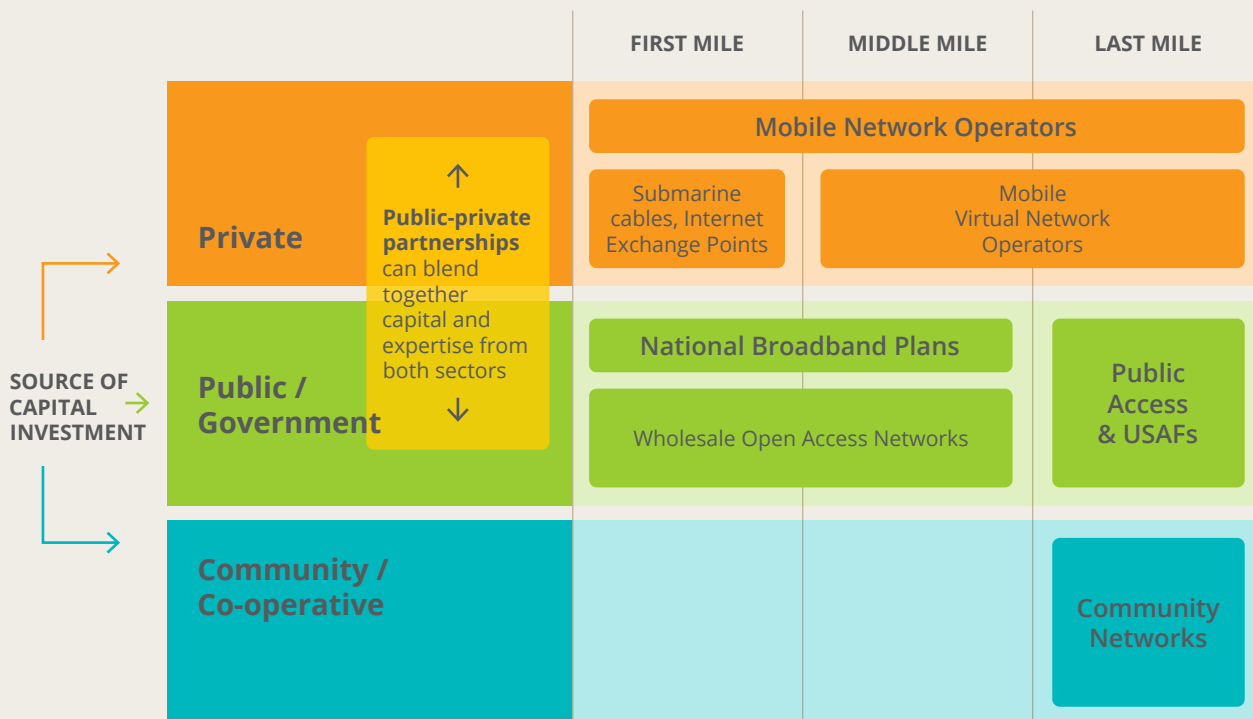 FIRST MILE
MIDDLE MILE
LAST MILE
SOURCE OF
CAPITAL
INVESTMENT
Private
Public-private
partnerships
can blend
together
capital and
expertise from
both sectors
Mobile Network Operators
Submarine
cables, Internet
Exchange Points
Mobile
Virtual Network
Operators
Public /
Government
National Broadband Plans
Wholesale Open Access Networks
Public
Access
& USAFs
Community /
Co-operative
Community
Networks